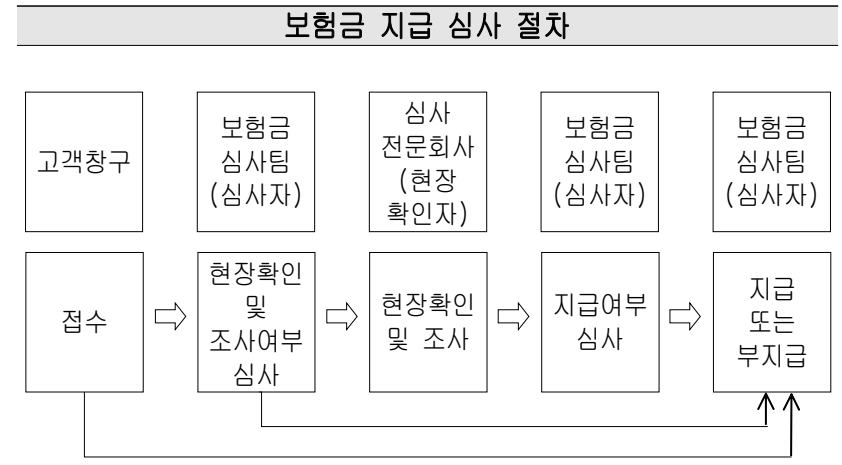 보험금 지급 심사 절차
고객창구
보험금
심사팀
(심사자)
심사
전문회사
(현장
확인자)
보험금
심사팀
(심사자)
보험금
심사팀
(심사자)
접수
현장확인
및
조사여부
심사
현장확인
및 조사
지급여부
심사
지급
또는
부지급